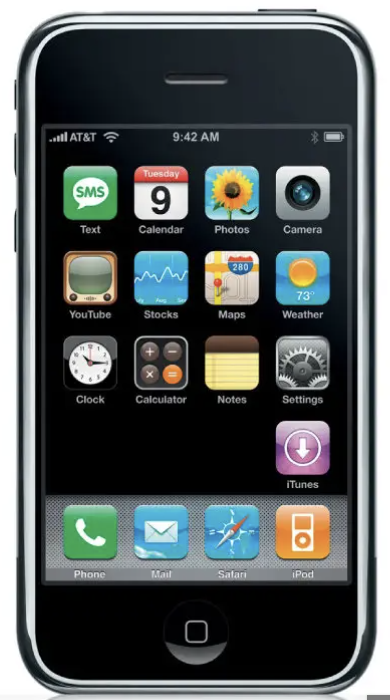 AT&T 9:42 AM
SMS
Tuesday
9
280
73°
Text Calendar Photos Camera
YouTube Stocks Maps Weather
Clock Calculator Notes Settings
iTunes
Phone Mail Safari iPod